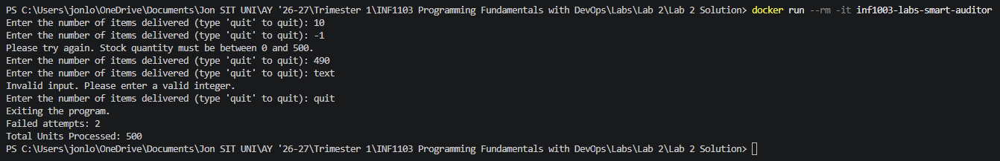 PS C:\Users\jonlo\OneDrive\Documents\Jon SIT UNI\AY '26-27\Trimester 1\INF1103 Programming Fundamentals with DevOps\Labs\Lab 2\Lab 2 Solution> docker run --rm -it inf1003-labs-smart-auditor
Enter the number of items delivered (type 'quit' to quit): 10
Enter the number of items delivered (type 'quit' to quit): -1
Please try again. Stock quantity must be between 0 and 500.
Enter the number of items delivered (type 'quit' to quit): 490
Enter the number of items delivered (type 'quit' to quit): text
Invalid input. Please enter a valid integer.
Enter the number of items delivered (type 'quit' to quit): quit
Exiting the program.
Failed attempts: 2
Total Units Processed: 500
PS C:\Users\jonlo\OneDrive\Documents\Jon SIT UNI\AY '26-27\Trimester 1\INF1103 Programming Fundamentals with DevOps\Labs\Lab 2\Lab 2 Solution>